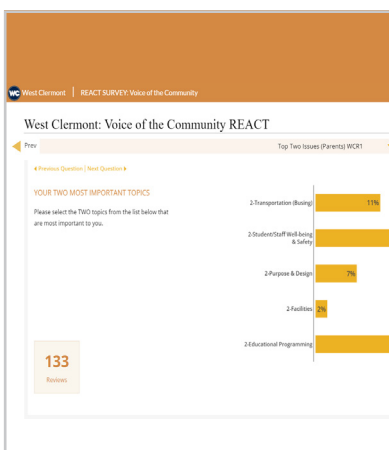 WC West Clermont | REACT SURVEY: Voice of the Community
West Clermont: Voice of the Community REACT
Prev
Top Two Issues (Parents) WCR1
Previous Question | Next Question
YOUR TWO MOST IMPORTANT TOPICS
Please select the TWO topics from the list below that
are most important to you.
2-Transportation (Busing)
11%
2-Student/Staff Well-being
& Safety
2-Purpose & Design
7%
2-Facilities
2%
2-Educational Programming
133
Reviews